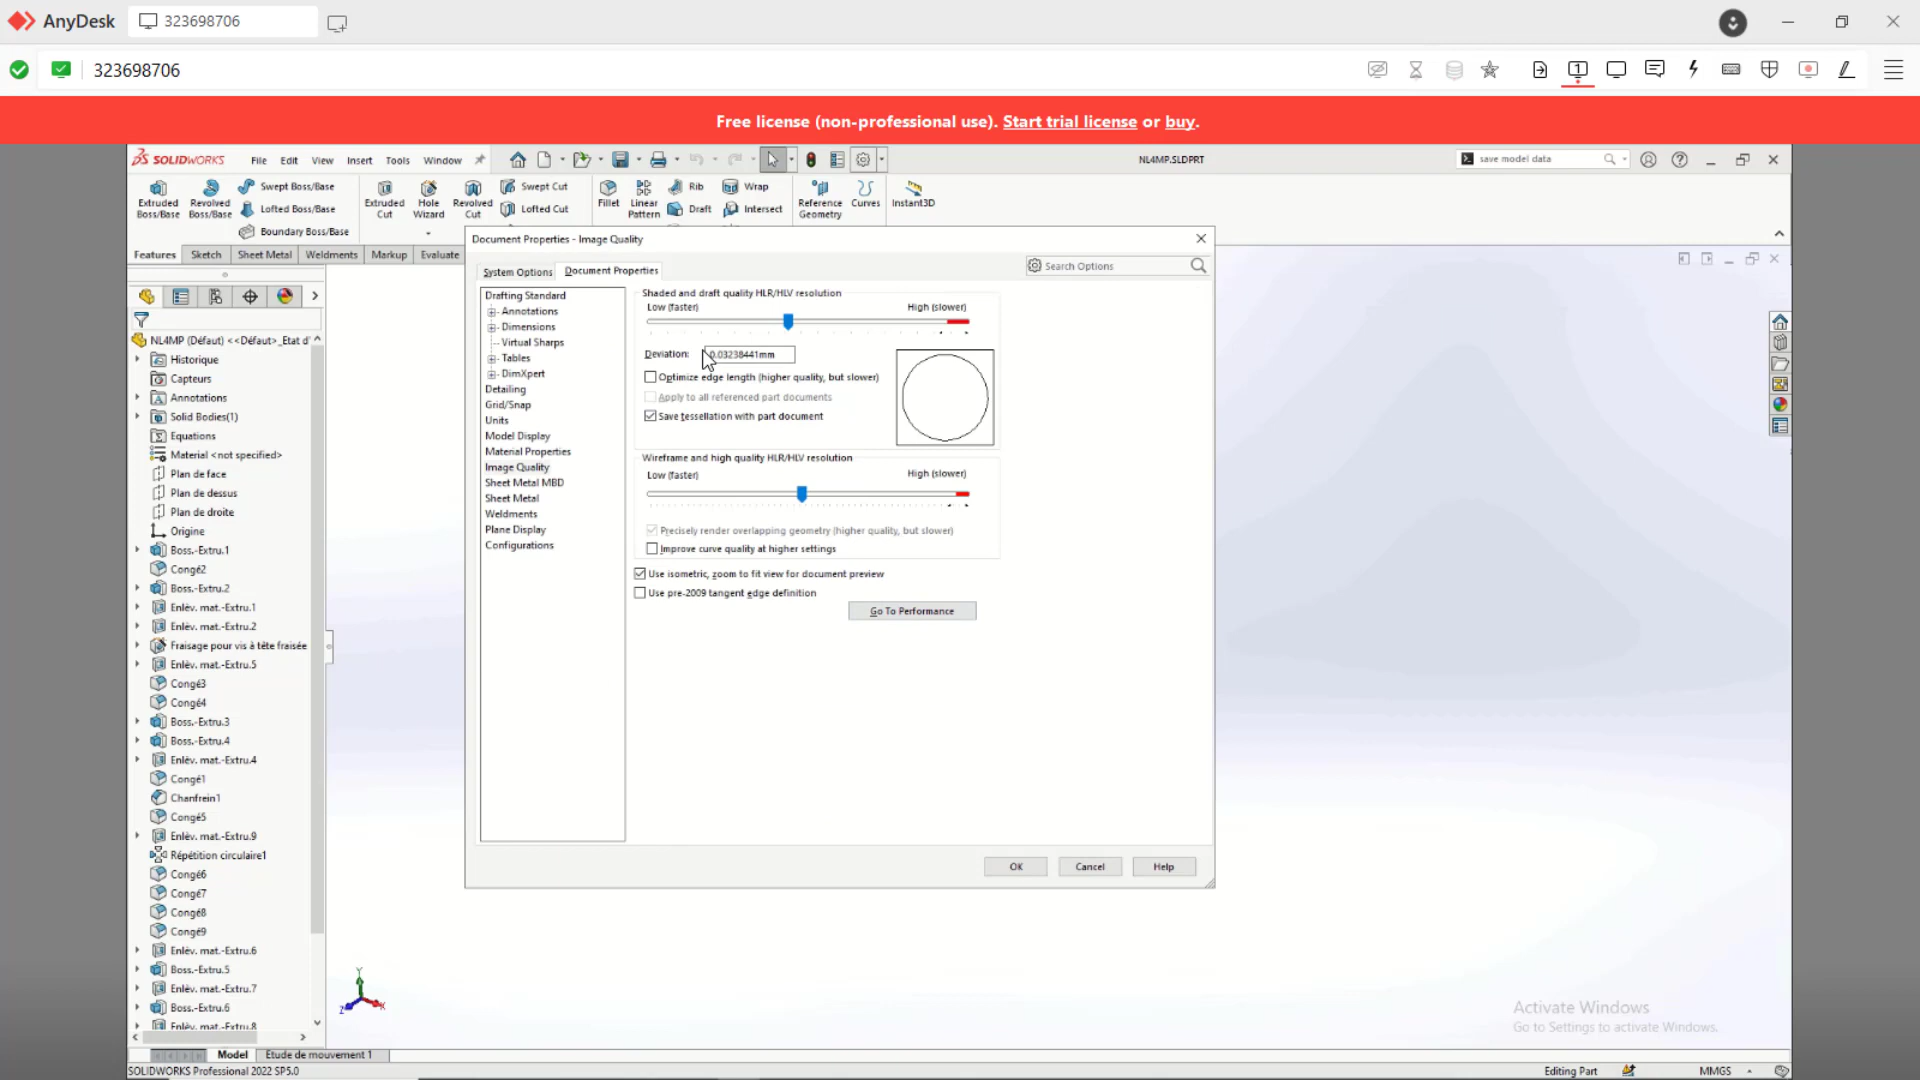 AnyDesk
323698706
323698706
Free license (non-professional use). Start trial license or buy.
SOLIDWORKS
File Edit View Insert Tools Window
NL4MP.SLDPRT
save model data
Extruded Boss/Base
Revolved Boss/Base
Swept Boss/Base
Lofted Boss/Base
Boundary Boss/Base
Extruded Cut
Hole Wizard
Revolved Cut
Swept Cut
Lofted Cut
Fillet
Linear Pattern
Rib
Draft
Wrap
Intersect
Reference Geometry
Curves
Instant3D
Features Sketch Sheet Metal Weldments Markup Evaluate
NL4MP (Défaut) <<Défaut>_Etat d'
Historique
Capteurs
Annotations
Solid Bodies(1)
Equations
Material <not specified>
Plan de face
Plan de dessus
Plan de droite
Origine
Boss.-Extru.1
Congé2
Boss.-Extru.2
Enlèv. mat.-Extru.1
Enlèv. mat.-Extru.2
Fraisage pour vis à tête fraisée
Enlèv. mat.-Extru.5
Congé3
Congé4
Boss.-Extru.3
Boss.-Extru.4
Enlèv. mat.-Extru.4
Congé1
Chanfrein1
Congé5
Enlèv. mat.-Extru.9
Répétition circulaire1
Congé6
Congé7
Congé8
Congé9
Enlèv. mat.-Extru.6
Boss.-Extru.5
Enlèv. mat.-Extru.7
Boss.-Extru.6
Enlèv. mat.-Extru.8
Document Properties - Image Quality
System Options Document Properties
Search Options
Drafting Standard
Annotations
Dimensions
Virtual Sharps
Tables
DimXpert
Detailing
Grid/Snap
Units
Model Display
Material Properties
Image Quality
Sheet Metal MBD
Sheet Metal
Weldments
Plane Display
Configurations
Shaded and draft quality HLR/HLV resolution
Low (faster) High (slower)
Deviation: 0.03238441mm
Optimize edge length (higher quality, but slower)
Apply to all referenced part documents
Save tessellation with part document
Wireframe and high quality HLR/HLV resolution
Low (faster) High (slower)
Precisely render overlapping geometry (higher quality, but slower)
Improve curve quality at higher settings
Use isometric, zoom to fit view for document preview
Use pre-2009 tangent edge definition
Go To Performance
OK Cancel Help
Y
Z X
Activate Windows
Go to Settings to activate Windows.
Model Etude de mouvement 1
SOLIDWORKS Professional 2022 SP5.0
Editing Part MMGS